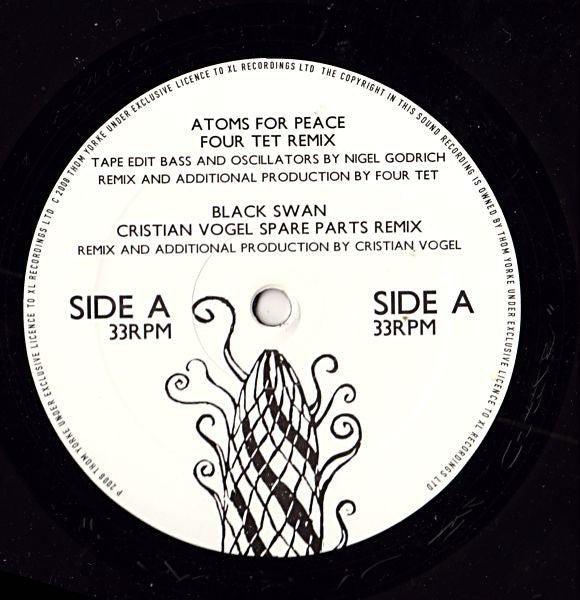 ATOMS FOR PEACE
FOUR TET REMIX
TAPE EDIT BASS AND OSCILLATORS BY NIGEL GODRICH
REMIX AND ADDITIONAL PRODUCTION BY FOUR TET
BLACK SWAN
CRISTIAN VOGEL SPARE PARTS REMIX
REMIX AND ADDITIONAL PRODUCTION BY CRISTIAN VOGEL
SIDE A
33RPM
SIDE A
33RPM
P 2008 THOM YORKE UNDER EXCLUSIVE LICENCE TO XL RECORDINGS LTD C 2008 THOM YORKE UNDER EXCLUSIVE LICENCE TO XL RECORDINGS LTD THE COPYRIGHT IN THIS SOUND RECORDING IS OWNED BY THOM YORKE UNDER EXCLUSIVE LICENCE TO XL RECORDINGS LTD